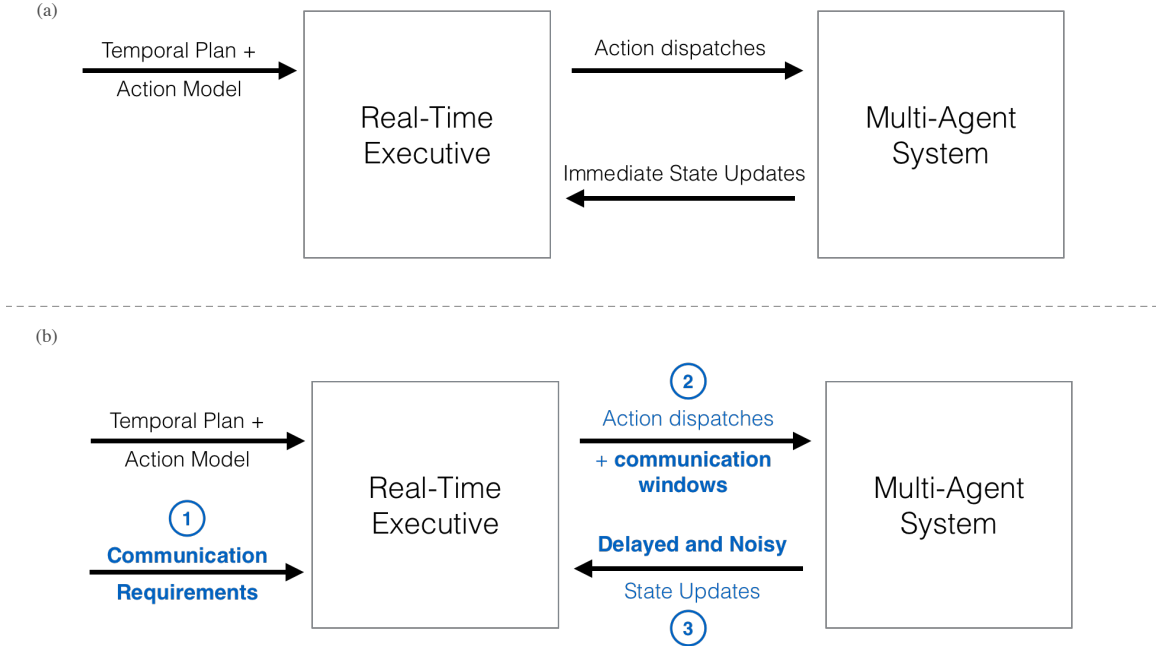 (a)
Temporal Plan +
Action Model
Real-Time
Executive
Action dispatches
Immediate State Updates
Multi-Agent
System
(b)
Temporal Plan +
Action Model
1
Communication
Requirements
Real-Time
Executive
2
Action dispatches
+ communication
windows
Delayed and Noisy
State Updates
3
Multi-Agent
System